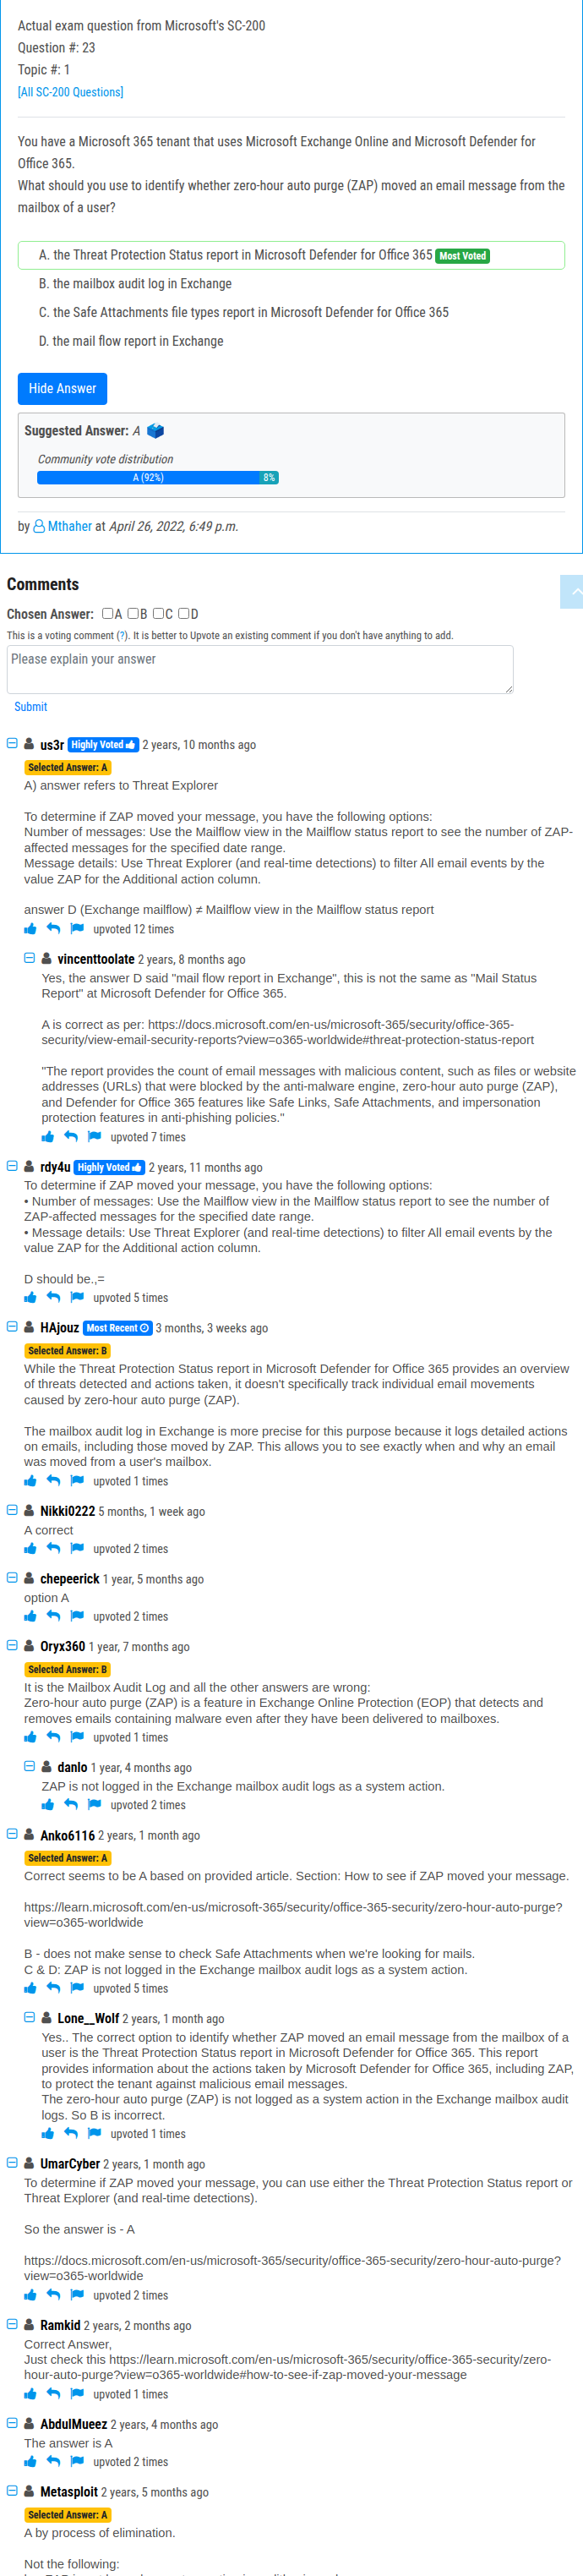 Actual exam question from Microsoft's SC-200
Question #: 23
Topic #: 1
[All SC-200 Questions]
You have a Microsoft 365 tenant that uses Microsoft Exchange Online and Microsoft Defender for
Office 365.
What should you use to identify whether zero-hour auto purge (ZAP) moved an email message from the
mailbox of a user?
A. the Threat Protection Status report in Microsoft Defender for Office 365 Most Voted
B. the mailbox audit log in Exchange
C. the Safe Attachments file types report in Microsoft Defender for Office 365
D. the mail flow report in Exchange
Hide Answer
Suggested Answer: A
Community vote distribution
A (92%) 8%
by Mthaher at April 26, 2022, 6:49 p.m.
Comments
Chosen Answer: A B C D
This is a voting comment (?). It is better to Upvote an existing comment if you don't have anything to add.
Please explain your answer
Submit
us3r Highly Voted 2 years, 10 months ago
Selected Answer: A
A) answer refers to Threat Explorer
To determine if ZAP moved your message, you have the following options:
Number of messages: Use the Mailflow view in the Mailflow status report to see the number of ZAP-
affected messages for the specified date range.
Message details: Use Threat Explorer (and real-time detections) to filter All email events by the
value ZAP for the Additional action column.
answer D (Exchange mailflow) ≠ Mailflow view in the Mailflow status report
upvoted 12 times
vincenttoolate 2 years, 8 months ago
Yes, the answer D said "mail flow report in Exchange", this is not the same as "Mail Status
Report" at Microsoft Defender for Office 365.
A is correct as per: https://docs.microsoft.com/en-us/microsoft-365/security/office-365-
security/view-email-security-reports?view=o365-worldwide#threat-protection-status-report
"The report provides the count of email messages with malicious content, such as files or website
addresses (URLs) that were blocked by the anti-malware engine, zero-hour auto purge (ZAP),
and Defender for Office 365 features like Safe Links, Safe Attachments, and impersonation
protection features in anti-phishing policies."
upvoted 7 times
rdy4u Highly Voted 2 years, 11 months ago
To determine if ZAP moved your message, you have the following options:
• Number of messages: Use the Mailflow view in the Mailflow status report to see the number of
ZAP-affected messages for the specified date range.
• Message details: Use Threat Explorer (and real-time detections) to filter All email events by the
value ZAP for the Additional action column.
D should be.,=
upvoted 5 times
HAjouz Most Recent 3 months, 3 weeks ago
Selected Answer: B
While the Threat Protection Status report in Microsoft Defender for Office 365 provides an overview
of threats detected and actions taken, it doesn't specifically track individual email movements
caused by zero-hour auto purge (ZAP).
The mailbox audit log in Exchange is more precise for this purpose because it logs detailed actions
on emails, including those moved by ZAP. This allows you to see exactly when and why an email
was moved from a user's mailbox.
upvoted 1 times
Nikki0222 5 months, 1 week ago
A correct
upvoted 2 times
chepeerick 1 year, 5 months ago
option A
upvoted 2 times
Oryx360 1 year, 7 months ago
Selected Answer: B
It is the Mailbox Audit Log and all the other answers are wrong:
Zero-hour auto purge (ZAP) is a feature in Exchange Online Protection (EOP) that detects and
removes emails containing malware even after they have been delivered to mailboxes.
upvoted 1 times
danlo 1 year, 4 months ago
ZAP is not logged in the Exchange mailbox audit logs as a system action.
upvoted 2 times
Anko6116 2 years, 1 month ago
Selected Answer: A
Correct seems to be A based on provided article. Section: How to see if ZAP moved your message.
https://learn.microsoft.com/en-us/microsoft-365/security/office-365-security/zero-hour-auto-purge?
view=o365-worldwide
B - does not make sense to check Safe Attachments when we're looking for mails.
C & D: ZAP is not logged in the Exchange mailbox audit logs as a system action.
upvoted 5 times
Lone__Wolf 2 years, 1 month ago
Yes.. The correct option to identify whether ZAP moved an email message from the mailbox of a
user is the Threat Protection Status report in Microsoft Defender for Office 365. This report
provides information about the actions taken by Microsoft Defender for Office 365, including ZAP,
to protect the tenant against malicious email messages.
The zero-hour auto purge (ZAP) is not logged as a system action in the Exchange mailbox audit
logs. So B is incorrect.
upvoted 1 times
UmarCyber 2 years, 1 month ago
To determine if ZAP moved your message, you can use either the Threat Protection Status report or
Threat Explorer (and real-time detections).
So the answer is - A
https://docs.microsoft.com/en-us/microsoft-365/security/office-365-security/zero-hour-auto-purge?
view=o365-worldwide
upvoted 2 times
Ramkid 2 years, 2 months ago
Correct Answer,
Just check this https://learn.microsoft.com/en-us/microsoft-365/security/office-365-security/zero-
hour-auto-purge?view=o365-worldwide#how-to-see-if-zap-moved-your-message
upvoted 1 times
AbdulMueez 2 years, 4 months ago
The answer is A
upvoted 2 times
Metasploit 2 years, 5 months ago
Selected Answer: A
A by process of elimination.
Not the following: